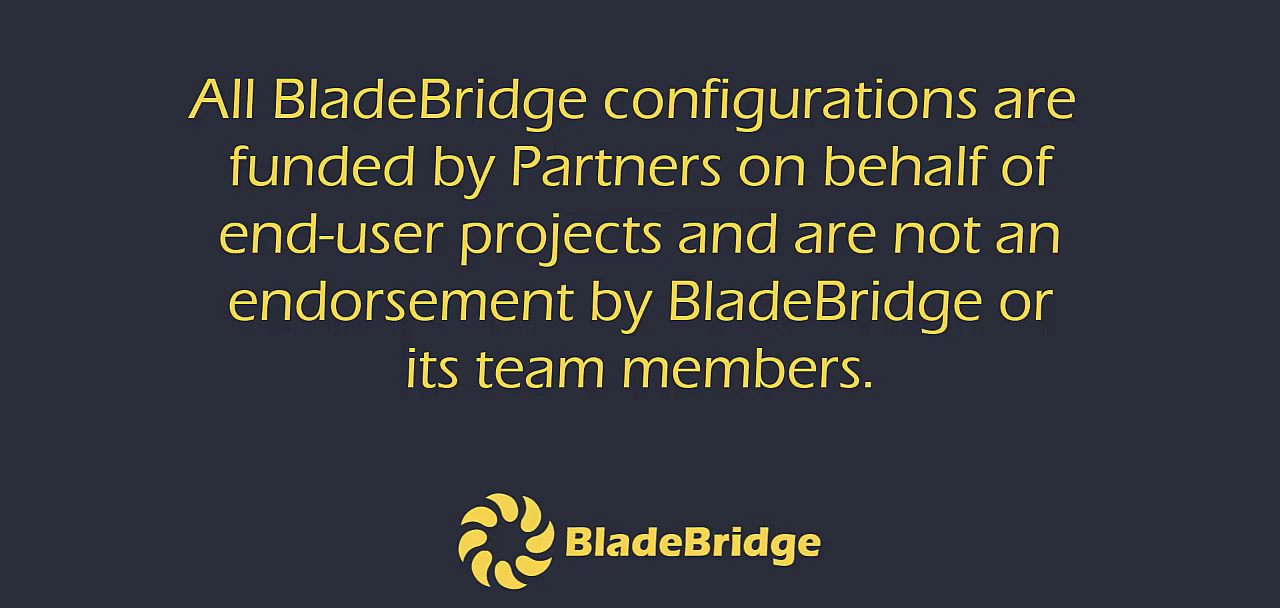 All BladeBridge configurations are
funded by Partners on behalf of
end-user projects and are not an
endorsement by BladeBridge or
its team members.
BladeBridge